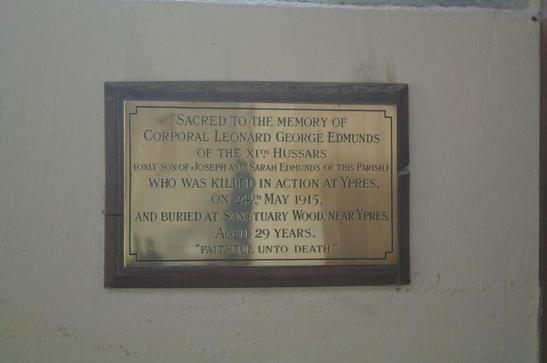 SACRED TO THE MEMORY OF
CORPORAL LEONARD GEORGE EDMUNDS
OF THE XITH HUSSARS
(ONLY SON OF JOSEPH AND SARAH EDMUNDS OF THIS PARISH)
WHO WAS KILLED IN ACTION AT YPRES,
ON 24TH MAY 1915,
AND BURIED AT SANCTUARY WOOD, NEAR YPRES.
AGED 29 YEARS.
"FAITHFUL UNTO DEATH"